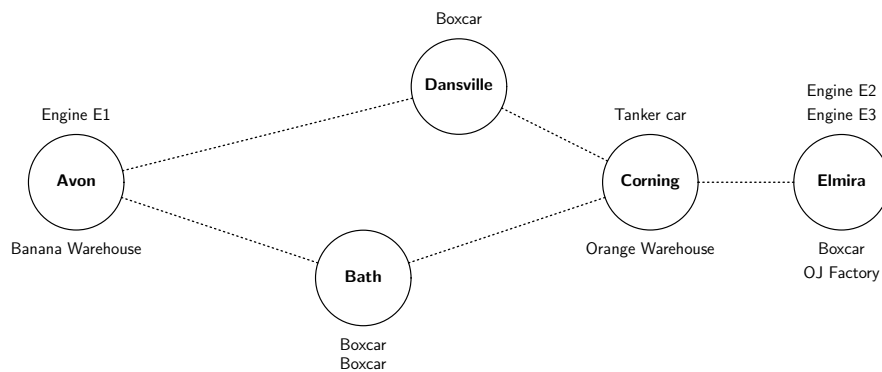 Boxcar
Dansville
Engine E2
Engine E3
Engine E1
Tanker car
Avon
Corning
Elmira
Banana Warehouse
Orange Warehouse
Boxcar
OJ Factory
Bath
Boxcar
Boxcar